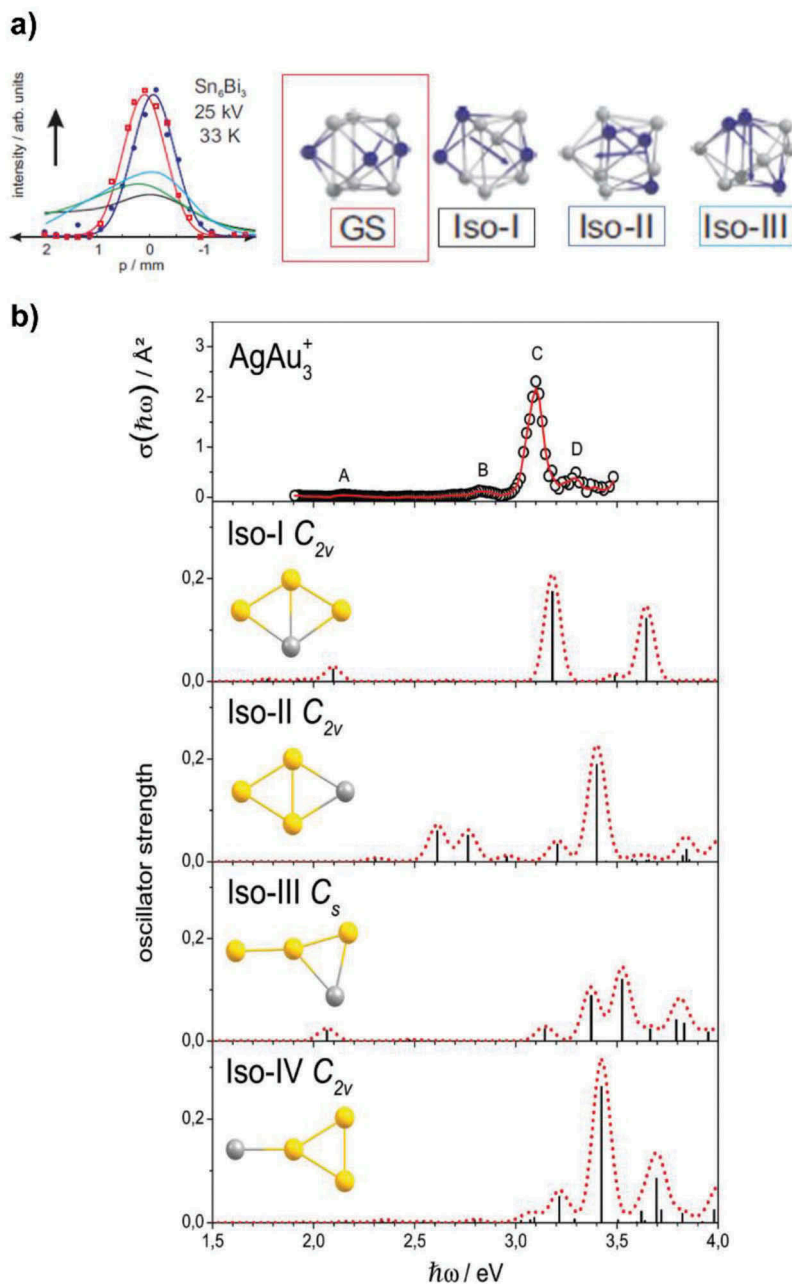 a)
intensity / arb. units
Sn₆Bi₃
25 kV
33 K
2 1 0 -1
p / mm
GS
Iso-I
Iso-II
Iso-III
b)
σ(ħω) / Å²
AgAu₃⁺
3
2
1
0
A
B
C
D
Iso-I C₂ᵥ
0,2
0,0
Iso-II C₂ᵥ
0,2
0,0
oscillator strength
Iso-III Cₛ
0,2
0,0
Iso-IV C₂ᵥ
0,2
0,0
1,5 2,0 2,5 3,0 3,5 4,0
ħω / eV